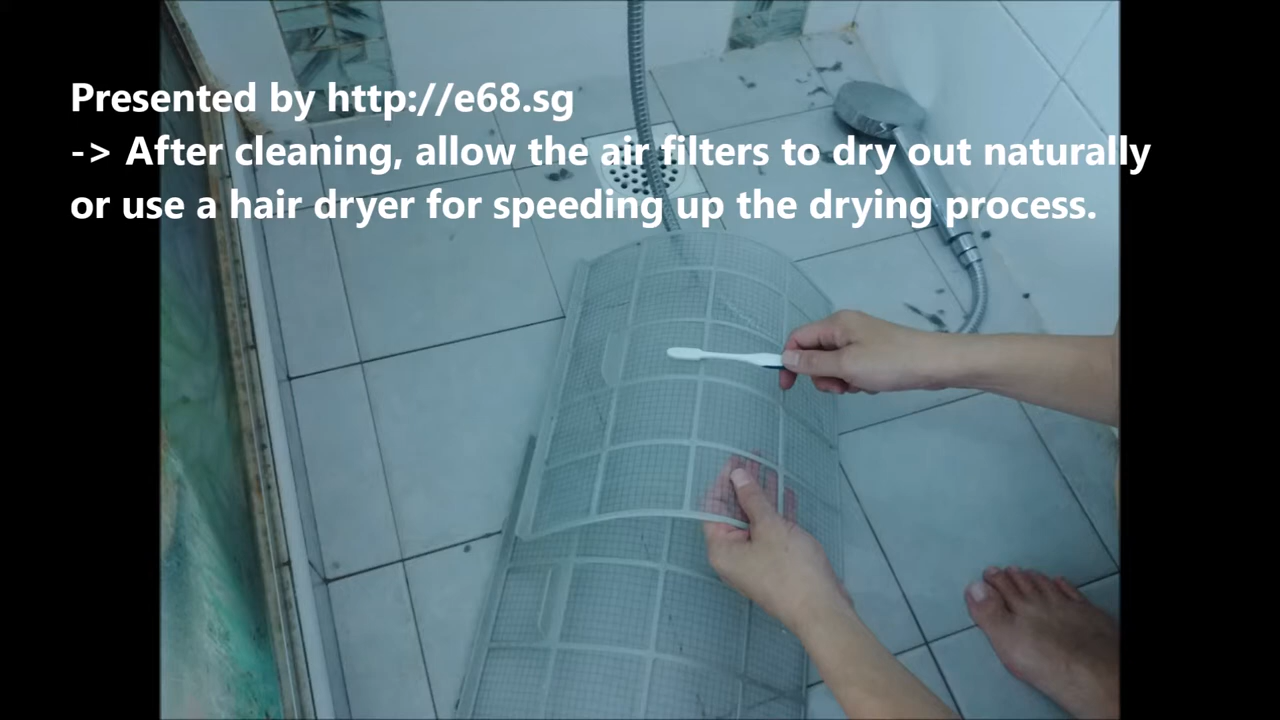 Presented by http://e68.sg
-> After cleaning, allow the air filters to dry out naturally
or use a hair dryer for speeding up the drying process.